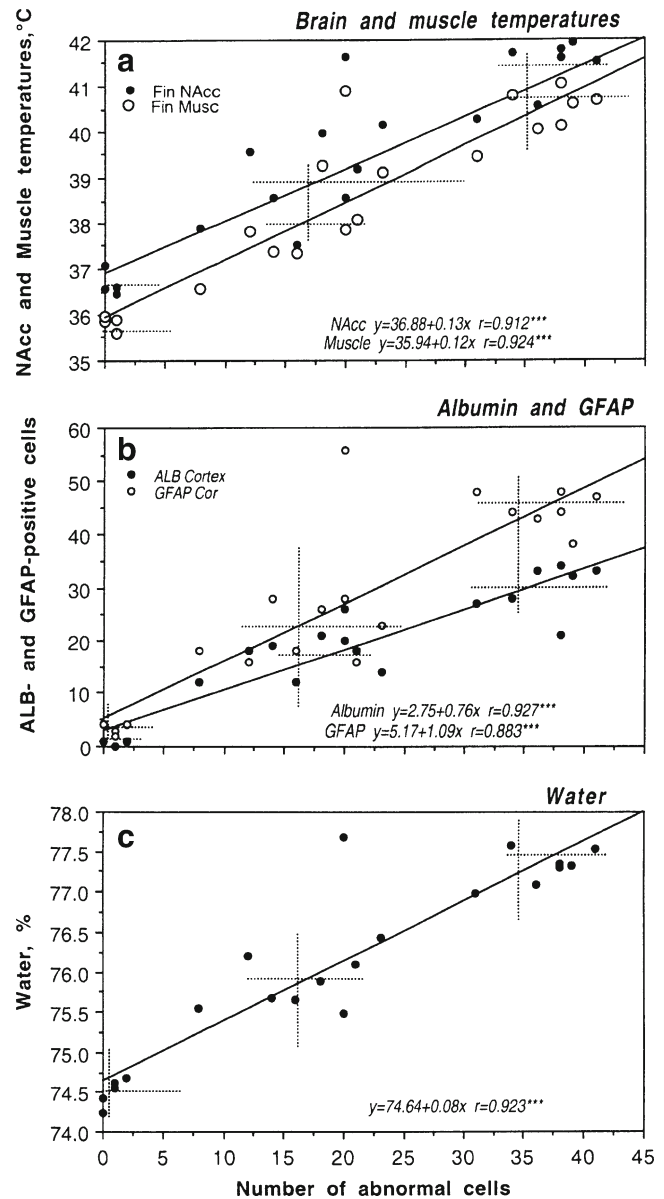 Brain and muscle temperatures
NAcc and Muscle temperatures,°C
42
41
40
39
38
37
36
35
a
Fin NAcc
Fin Musc
NAcc y=36.88+0.13x r=0.912***
Muscle y=35.94+0.12x r=0.924***
Albumin and GFAP
ALB- and GFAP-positive cells
60
50
40
30
20
10
0
b
ALB Cortex
GFAP Cor
Albumin y=2.75+0.76x r=0.927***
GFAP y=5.17+1.09x r=0.883***
Water
Water, %
78.0
77.5
77.0
76.5
76.0
75.5
75.0
74.5
74.0
c
y=74.64+0.08x r=0.923***
0 5 10 15 20 25 30 35 40 45
Number of abnormal cells